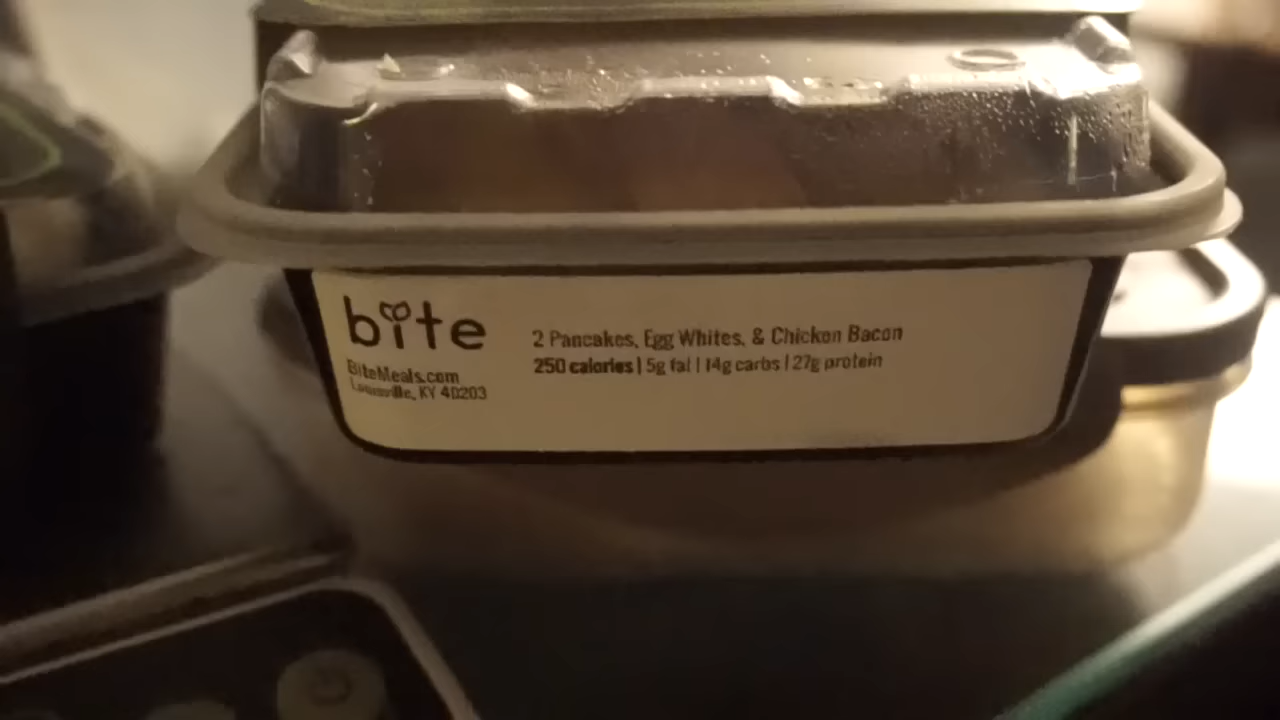 bite
BiteMeals.com
Louisville, KY 40203
2 Pancakes, Egg Whites, & Chicken Bacon
250 calories | 5g fat | 14g carbs | 27g protein